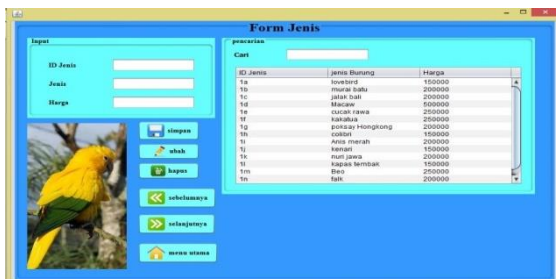 Form Jenis
Input
ID Jenis
Jenis
Harga
pencarian
Cari
ID Jenis jenis Burung Harga
1a lovebird 150000
1b murai batu 200000
1c jalak bali 200000
1d Macaw 500000
1e cucak rawa 250000
1f kakatua 250000
1g poksay Hongkong 200000
1h colibri 150000
1i Anis merah 200000
1j kenari 150000
1k nuri jawa 200000
1l kapas tembak 150000
1m Beo 250000
1n falk 200000
simpan
ubah
hapus
sebelumnya
selanjutnya
menu utama